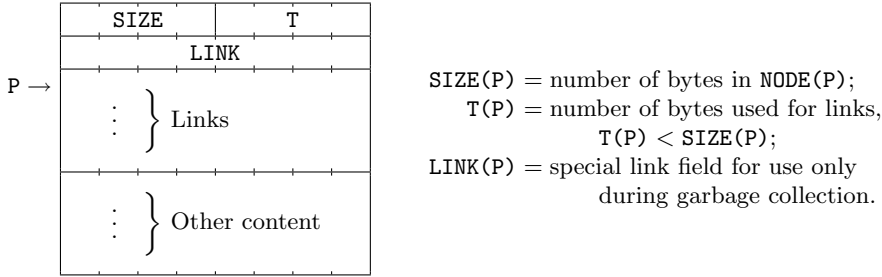 SIZE T
LINK
P →
⋮ } Links
⋮ } Other content
SIZE(P) = number of bytes in NODE(P);
T(P) = number of bytes used for links,
T(P) < SIZE(P);
LINK(P) = special link field for use only
during garbage collection.